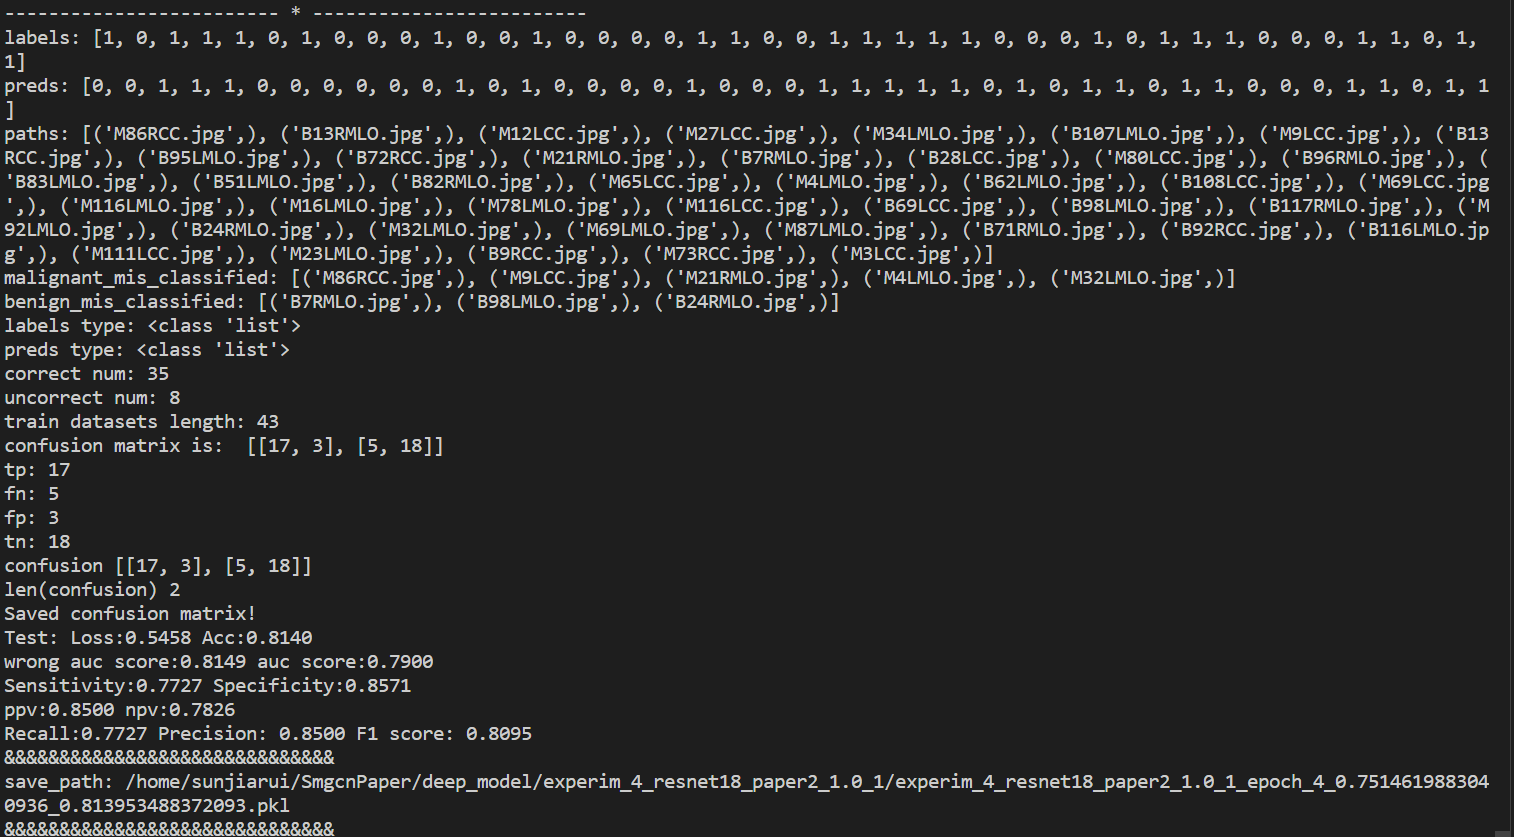 ------------------------- * -------------------------
labels: [1, 0, 1, 1, 1, 0, 1, 0, 0, 0, 1, 0, 0, 1, 0, 0, 0, 0, 1, 1, 0, 0, 1, 1, 1, 1, 1, 0, 0, 0, 1, 0, 1, 1, 1, 0, 0, 0, 1, 1, 0, 1,
1]
preds: [0, 0, 1, 1, 1, 0, 0, 0, 0, 0, 0, 1, 0, 1, 0, 0, 0, 0, 1, 0, 0, 0, 1, 1, 1, 1, 1, 0, 1, 0, 1, 1, 0, 1, 1, 0, 0, 0, 1, 1, 0, 1, 1
]
paths: [('M86RCC.jpg',), ('B13RMLO.jpg',), ('M12LCC.jpg',), ('M27LCC.jpg',), ('M34LMLO.jpg',), ('B107LMLO.jpg',), ('M9LCC.jpg',), ('B13
RCC.jpg',), ('B95LMLO.jpg',), ('B72RCC.jpg',), ('M21RMLO.jpg',), ('B7RMLO.jpg',), ('B28LCC.jpg',), ('M80LCC.jpg',), ('B96RMLO.jpg',), (
'B83LMLO.jpg',), ('B51LMLO.jpg',), ('B82RMLO.jpg',), ('M65LCC.jpg',), ('M4LMLO.jpg',), ('B62LMLO.jpg',), ('B108LCC.jpg',), ('M69LCC.jpg
',), ('M116LMLO.jpg',), ('M16LMLO.jpg',), ('M78LMLO.jpg',), ('M116LCC.jpg',), ('B69LCC.jpg',), ('B98LMLO.jpg',), ('B117RMLO.jpg',), ('M
92LMLO.jpg',), ('B24RMLO.jpg',), ('M32LMLO.jpg',), ('M69LMLO.jpg',), ('M87LMLO.jpg',), ('B71RMLO.jpg',), ('B92RCC.jpg',), ('B116LMLO.jp
g',), ('M111LCC.jpg',), ('M23LMLO.jpg',), ('B9RCC.jpg',), ('M73RCC.jpg',), ('M3LCC.jpg',)]
malignant_mis_classified: [('M86RCC.jpg',), ('M9LCC.jpg',), ('M21RMLO.jpg',), ('M4LMLO.jpg',), ('M32LMLO.jpg',)]
benign_mis_classified: [('B7RMLO.jpg',), ('B98LMLO.jpg',), ('B24RMLO.jpg',)]
labels type: <class 'list'>
preds type: <class 'list'>
correct num: 35
uncorrect num: 8
train datasets length: 43
confusion matrix is:  [[17, 3], [5, 18]]
tp: 17
fn: 5
fp: 3
tn: 18
confusion [[17, 3], [5, 18]]
len(confusion) 2
Saved confusion matrix!
Test: Loss:0.5458 Acc:0.8140
wrong auc score:0.8149 auc score:0.7900
Sensitivity:0.7727 Specificity:0.8571
ppv:0.8500 npv:0.7826
Recall:0.7727 Precision: 0.8500 F1 score: 0.8095
&&&&&&&&&&&&&&&&&&&&&&&&&&&&&&
save_path: /home/sunjiarui/SmgcnPaper/deep_model/experim_4_resnet18_paper2_1.0_1/experim_4_resnet18_paper2_1.0_1_epoch_4_0.751461988304
0936_0.813953488372093.pkl
&&&&&&&&&&&&&&&&&&&&&&&&&&&&&&